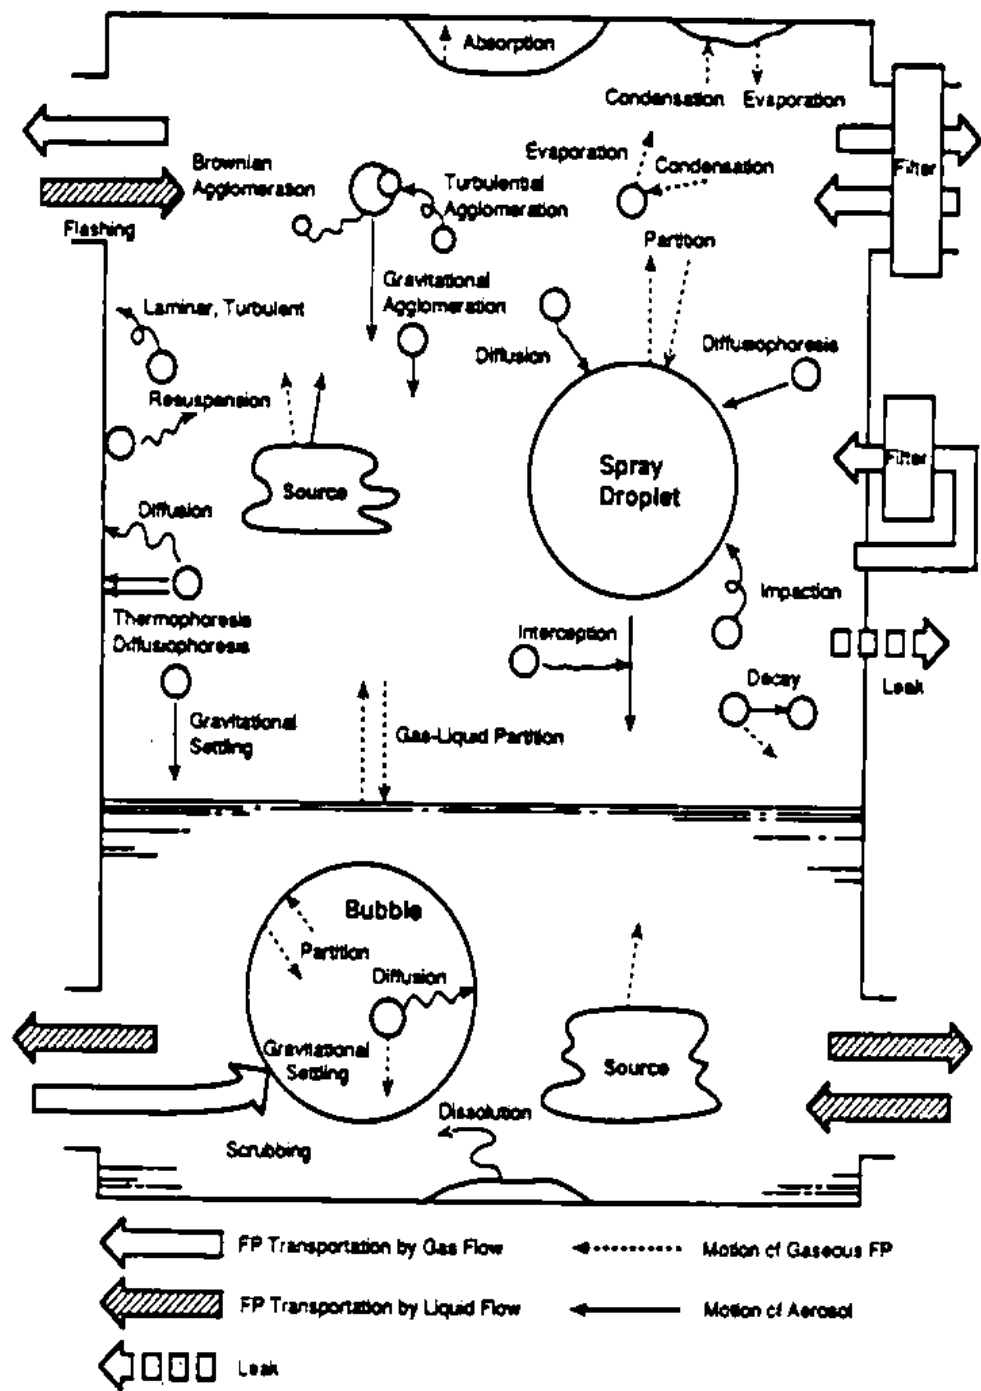 Absorption
Condensation
Evaporation
Evaporation
Condensation
Filter
Brownian
Agglomeration
Turbulential
Agglomeration
Flashing
Partition
Gravitational
Agglomeration
Laminar, Turbulent
Diffusion
Diffusiophoresis
Resuspension
Source
Spray
Droplet
Filter
Diffusion
Impaction
Thermophoresis
Diffusiophoresis
Interception
Decay
Leak
Gravitational
Settling
Gas-Liquid Partition
Bubble
Partition
Diffusion
Gravitational
Settling
Source
Dissolution
Scrubbing
FP Transportation by Gas Flow
Motion of Gaseous FP
FP Transportation by Liquid Flow
Motion of Aerosol
Leak